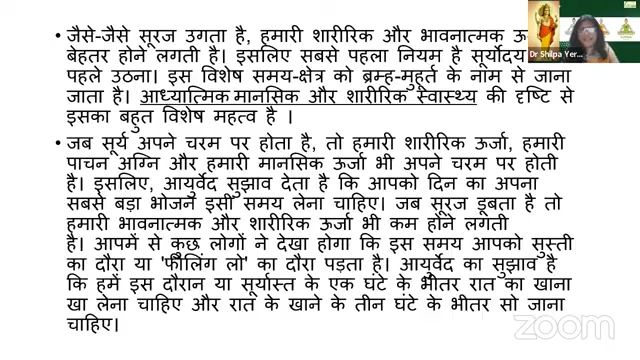 • जैसे-जैसे सूरज उगता है, हमारी शारीरिक और भावनात्मक
बेहतर होने लगती है। इसलिए सबसे पहला नियम है सूर्योदय
पहले उठना। इस विशेष समय-क्षेत्र को ब्रम्ह-मुहूर्त के नाम से जाना
जाता है। आध्यात्मिक मानसिक और शारीरिक स्वास्थ्य की दृष्टि से
इसका बहुत विशेष महत्व है ।
• जब सूर्य अपने चरम पर होता है, तो हमारी शारीरिक ऊर्जा, हमारी
पाचन अग्नि और हमारी मानसिक ऊर्जा भी अपने चरम पर होती
है। इसलिए, आयुर्वेद सुझाव देता है कि आपको दिन का अपना
सबसे बड़ा भोजन इसी समय लेना चाहिए। जब सूरज डूबता है तो
हमारी भावनात्मक और शारीरिक ऊर्जा भी कम होने लगती
है। आपमें से कुछ लोगों ने देखा होगा कि इस समय आपको सुस्ती
का दौरा या 'फीलिंग लो' का दौरा पड़ता है। आयुर्वेद का सुझाव है
कि हमें इस दौरान या सूर्यास्त के एक घंटे के भीतर रात का खाना
खा लेना चाहिए और रात के खाने के तीन घंटे के भीतर सो जाना
चाहिए।
Dr Shilpa Yer...
zoom